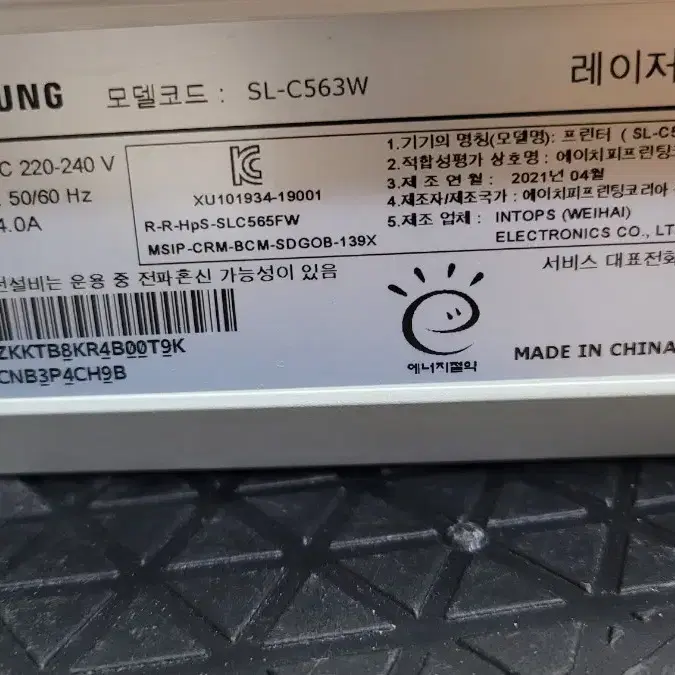 UNG 모델코드 : SL-C563W 레이저
C 220-240 V
50/60 Hz
4.0A
XU101934-19001
R-R-HpS-SLC565FW
MSIP-CRM-BCM-SDGOB-139X
1.기기의 명칭(모델명): 프린터 ( SL-C5
2.적합성평가 상호명 : 에이치피프린팅
3.제 조 연 월 : 2021년 04월
4.제조자/제조국가 : 에이치피프린팅코리아
5.제조 업체 : INTOPS (WEIHAI)
ELECTRONICS CO., LT
선설비는 운용 중 전파혼신 가능성이 있음
서비스 대표전화
ZKKTB8KR4B00T9K
CNB3P4CH9B
에너지절약
MADE IN CHINA